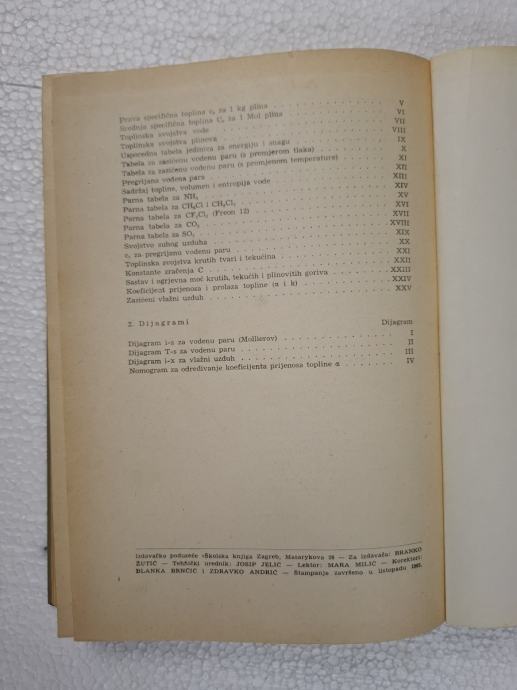 Prava specifična toplina cₚ za 1 kg plina . . . V
Srednja specifična toplina Cₚ za 1 Mol plina . . . VI
Toplinska svojstva vode . . . VII
Toplinska svojstva plinova . . . VIII
Usporedna tabela jedinica za energiju i snagu . . . IX
Tabela za zasićenu vodenu paru (s promjenom tlaka) . . . X
Tabela za zasićenu vodenu paru (s promjenom temperature) . . . XI
Pregrijana vodena para . . . XII
Sadržaj topline, volumen i entropija vode . . . XIII
Parna tabela za NH₃ . . . XIV
Parna tabela za CH₃Cl i CH₂Cl₂ . . . XV
Parna tabela za CF₂Cl₂ (Freon 12) . . . XVI
Parna tabela za CO₂ . . . XVII
Parna tabela za SO₂ . . . XVIII
Svojstvo suhog uzduha . . . XIX
cₚ za pregrijanu vodenu paru . . . XX
Toplinska svojstva krutih tvari i tekućina . . . XXI
Konstante zračenja C . . . XXII
Sastav i ogrjevna moć krutih, tekućih i plinovitih goriva . . . XXIII
Koeficijent prijenosa i prolaza topline (α i k) . . . XXIV
Zasićeni vlažni uzduh . . . XXV
2. Dijagrami Dijagram
Dijagram i-s za vodenu paru (Mollierov) . . . I
Dijagram T-s za vodenu paru . . . II
Dijagram i-x za vlažni uzduh . . . III
Nomogram za određivanje koeficijenta prijenosa topline α . . . IV
Izdavačko poduzeće »Školska knjiga Zagreb, Masarykova 28 — Za izdavača: BRANKO
ŽUTIĆ — Tehnički urednik: JOSIP JELIĆ — Lektor: MARA MILIĆ — Korektori:
BLANKA BRNČIĆ i ZDRAVKO ANDRIĆ — Štampanje završeno u listopadu